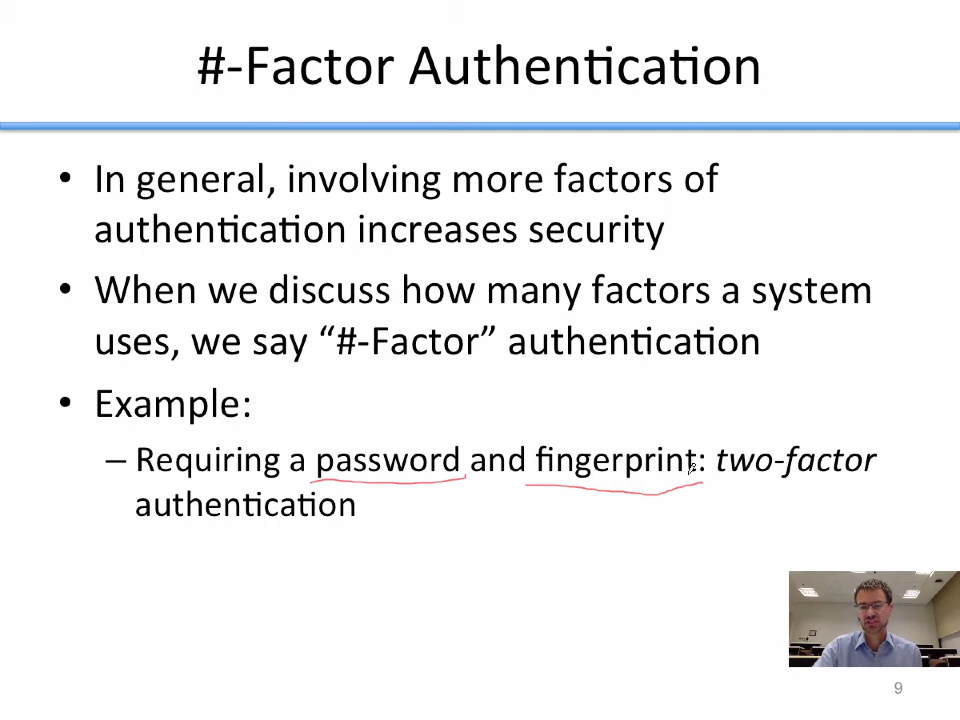 #-Factor Authentication
• In general, involving more factors of
authentication increases security
• When we discuss how many factors a system
uses, we say “#-Factor” authentication
• Example:
– Requiring a password and fingerprint: two-factor
authentication
9